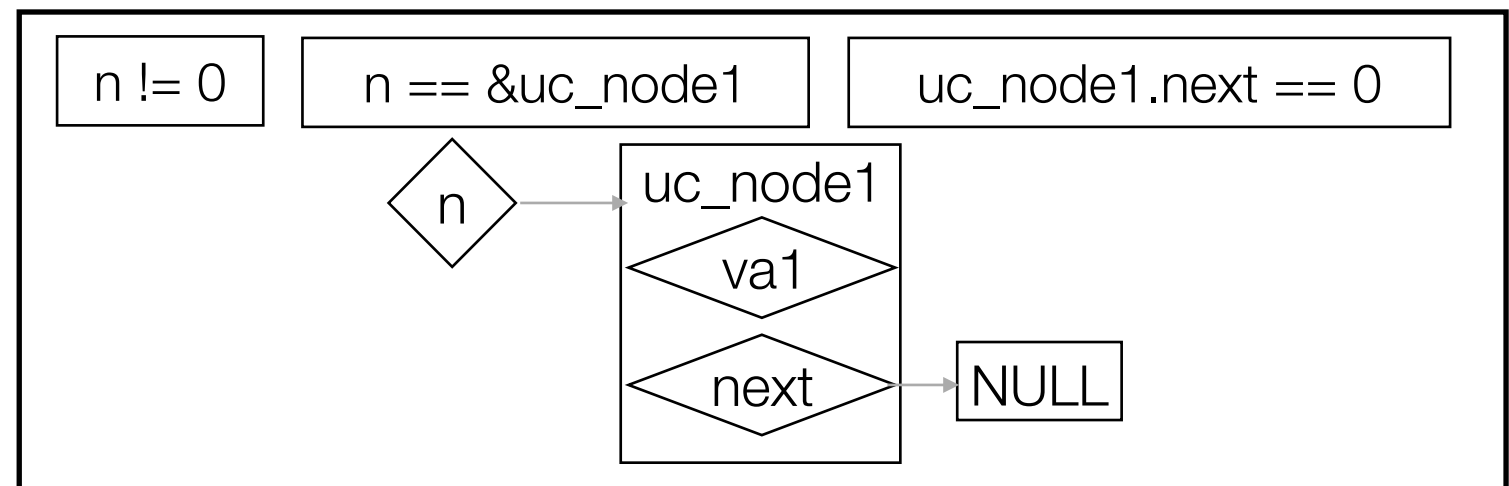 n != 0
n == &uc_node1
uc_node1.next == 0
n
uc_node1
va1
next
NULL